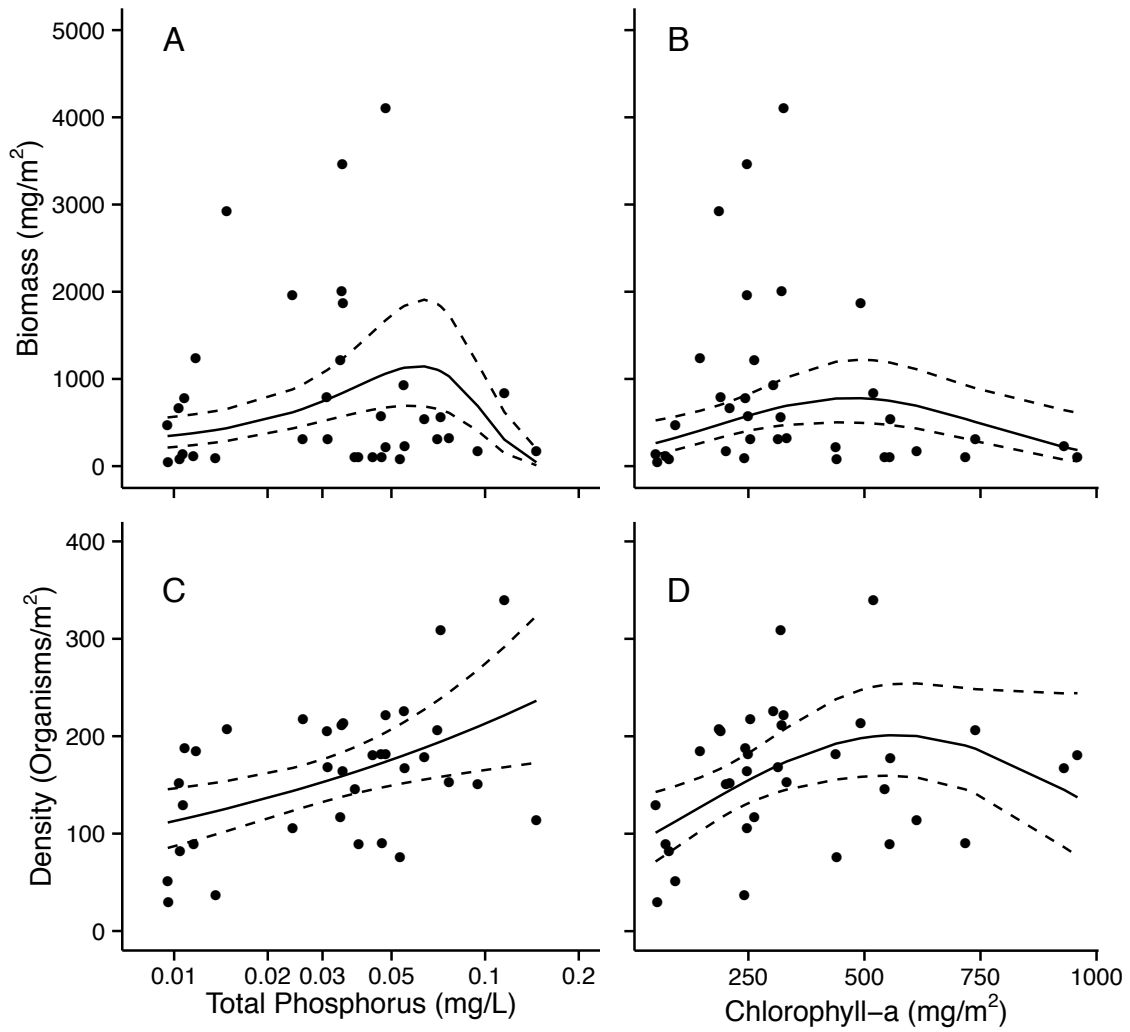 A
B
Biomass (mg/m²)
5000
4000
3000
2000
1000
0
C
D
Density (Organisms/m²)
400
300
200
100
0
0.01 0.02 0.03 0.05 0.1 0.2
250 500 750 1000
Total Phosphorus (mg/L)
Chlorophyll−a (mg/m²)